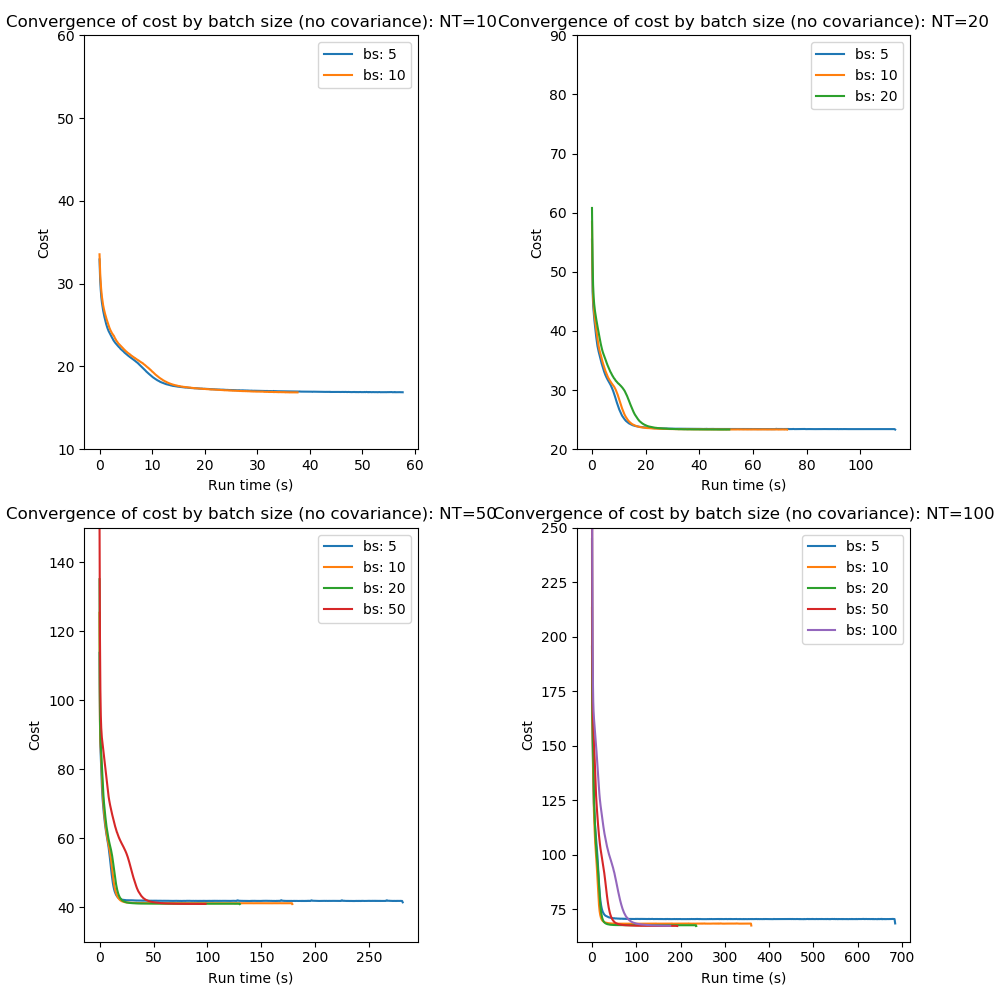 Convergence of cost by batch size (no covariance): NT=10
60
50
40
30
20
10
Cost
bs: 5
bs: 10
0 10 20 30 40 50 60
Run time (s)
Convergence of cost by batch size (no covariance): NT=20
90
80
70
60
50
40
30
20
Cost
bs: 5
bs: 10
bs: 20
0 20 40 60 80 100
Run time (s)
Convergence of cost by batch size (no covariance): NT=50
140
120
100
80
60
40
Cost
bs: 5
bs: 10
bs: 20
bs: 50
0 50 100 150 200 250
Run time (s)
Convergence of cost by batch size (no covariance): NT=100
250
225
200
175
150
125
100
75
Cost
bs: 5
bs: 10
bs: 20
bs: 50
bs: 100
0 100 200 300 400 500 600 700
Run time (s)